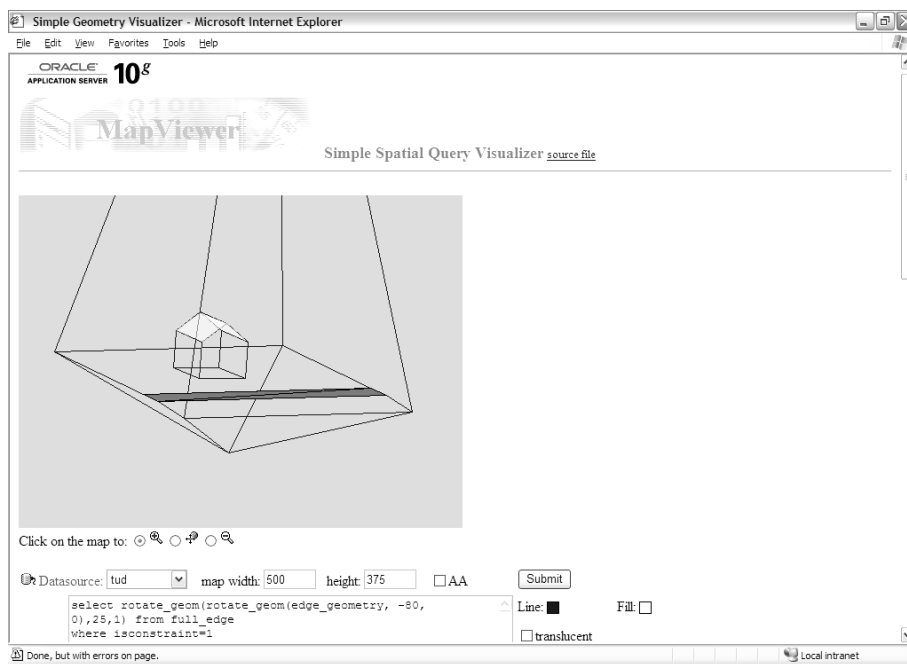 Simple Geometry Visualizer - Microsoft Internet Explorer
File Edit View Favorites Tools Help
ORACLE
APPLICATION SERVER 10g
MapViewer
Simple Spatial Query Visualizer source file
Click on the map to:
Datasource: tud map width: 500 height: 375 AA Submit
select rotate_geom(rotate_geom(edge_geometry, -80,
0),25,1) from full_edge
where isconstraint=1
Line: Fill:
translucent
Done, but with errors on page. Local intranet